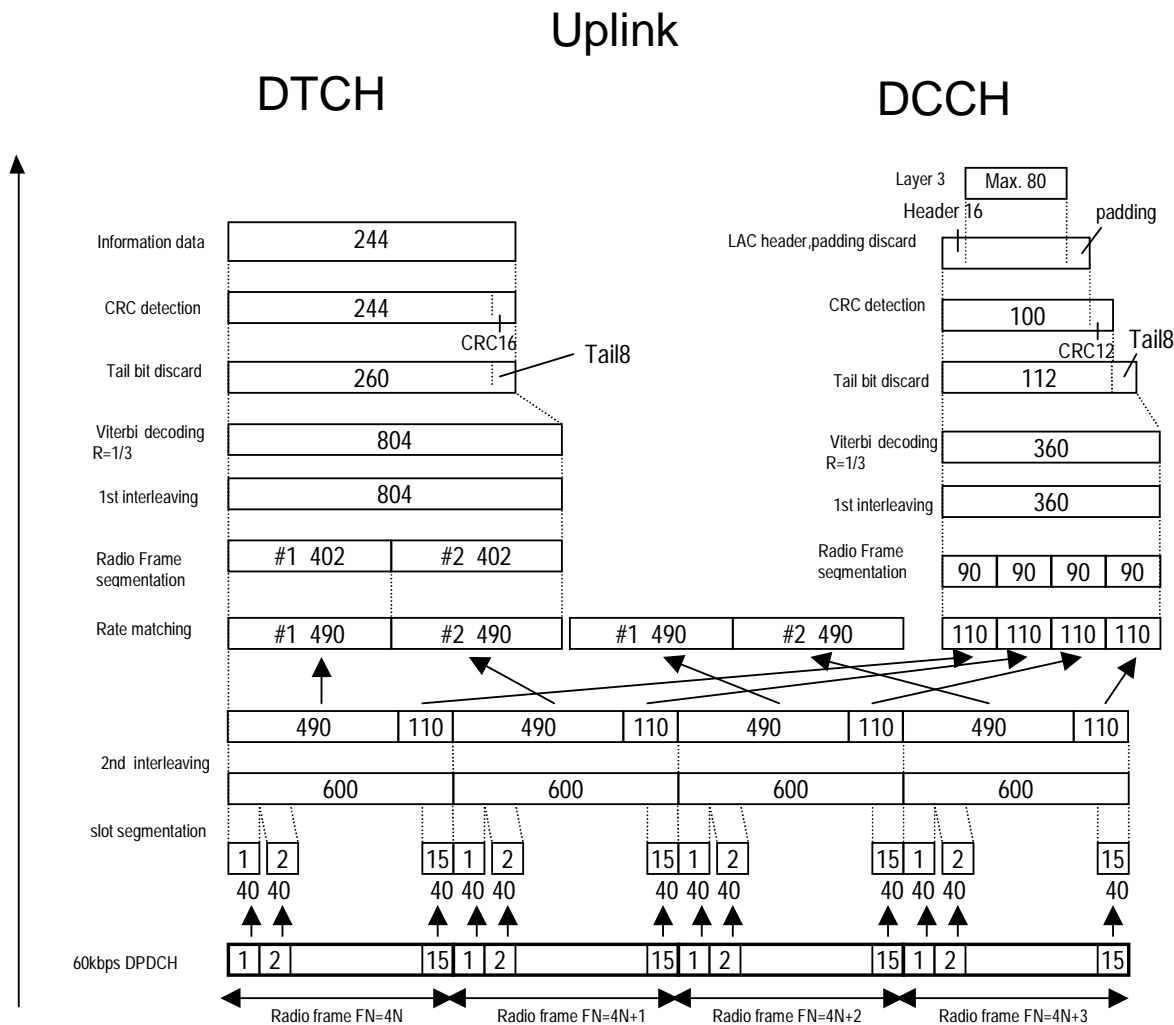 Uplink
DTCH DCCH
Layer 3 Max. 80
Header 16 padding
Information data 244 LAC header,padding discard
CRC detection 244 CRC detection 100
CRC16 Tail8 CRC12 Tail8
Tail bit discard 260 Tail bit discard 112
Viterbi decoding R=1/3 804 Viterbi decoding R=1/3 360
1st interleaving 804 1st interleaving 360
Radio Frame segmentation #1 402 #2 402 Radio Frame segmentation 90 90 90 90
Rate matching #1 490 #2 490 #1 490 #2 490 110 110 110 110
490 110 490 110 490 110 490 110
2nd interleaving
600 600 600 600
slot segmentation
1 2 15 1 2 15 1 2 15 1 2 15
40 40 40 40 40 40 40 40 40 40 40 40
60kbps DPDCH 1 2 15 1 2 15 1 2 15 1 2 15
Radio frame FN=4N Radio frame FN=4N+1 Radio frame FN=4N+2 Radio frame FN=4N+3